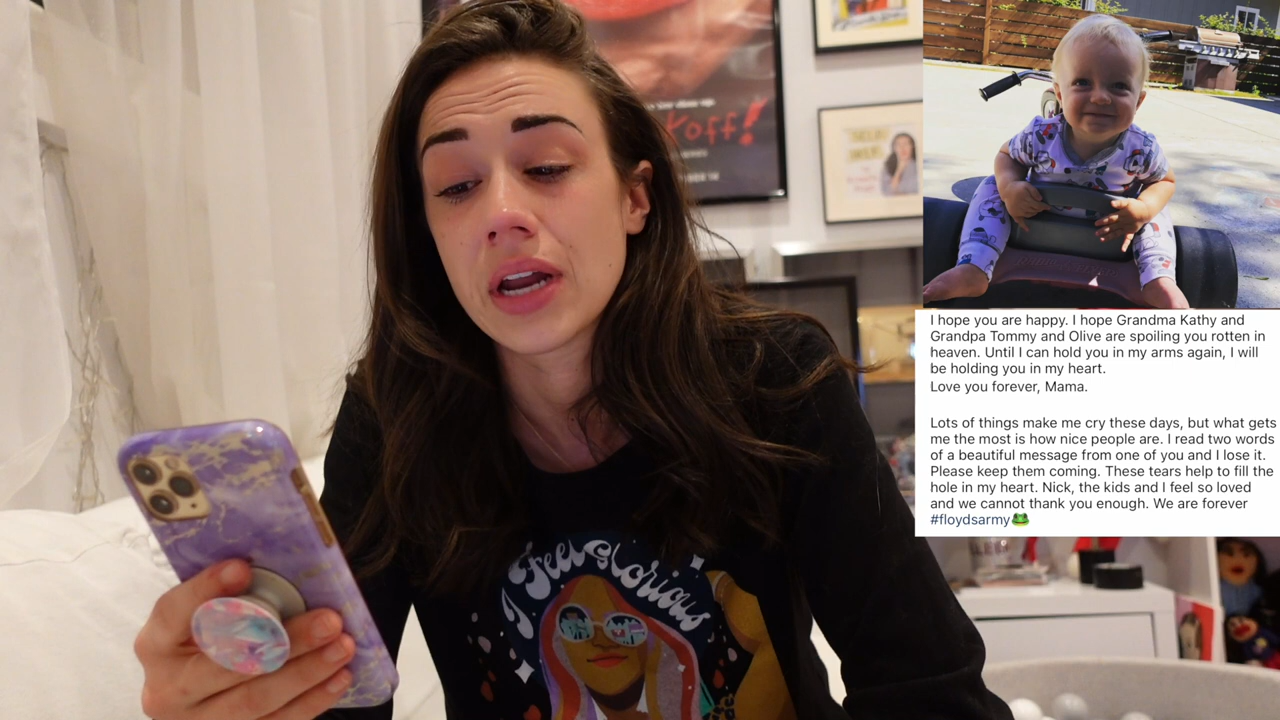 Koff!
I hope you are happy. I hope Grandma Kathy and
Grandpa Tommy and Olive are spoiling you rotten in
heaven. Until I can hold you in my arms again, I will
be holding you in my heart.
Love you forever, Mama.
Lots of things make me cry these days, but what gets
me the most is how nice people are. I read two words
of a beautiful message from one of you and I lose it.
Please keep them coming. These tears help to fill the
hole in my heart. Nick, the kids and I feel so loved
and we cannot thank you enough. We are forever
#floydsarmy🐸
I Feel Glorious